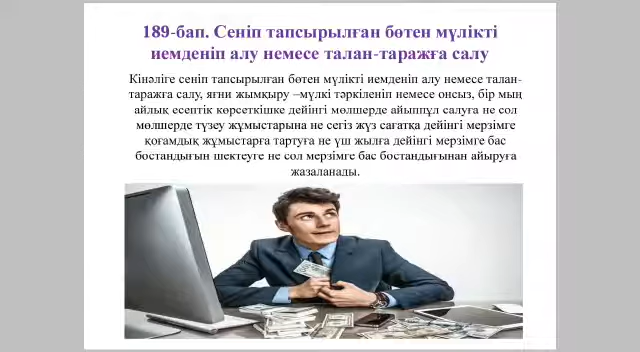 189-бап. Сеніп тапсырылған бөтен мүлікті
иемденіп алу немесе талан-таражға салу
Кінәліге сеніп тапсырылған бөтен мүлікті иемденіп алу немесе талан-
таражға салу, яғни жымқыру –мүлкі тәркіленіп немесе онсыз, бір мың
айлық есептік көрсеткішке дейінгі мөлшерде айыппұл салуға не сол
мөлшерде түзеу жұмыстарына не сегіз жүз сағатқа дейінгі мерзімге
қоғамдық жұмыстарға тартуға не үш жылға дейінгі мерзімге бас
бостандығын шектеуге не сол мерзімге бас бостандығынан айыруға
жазаланады.